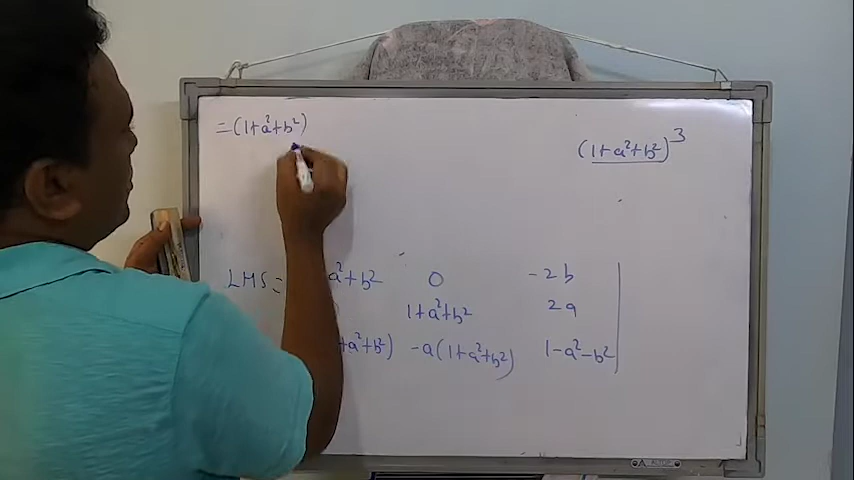 = (1+a²+b²)
(1+a²+b²)³
LHS = a²+b² 0 -2b
1+a²+b² 2a
+a²+b²) -a(1+a²+b²) 1-a²-b²